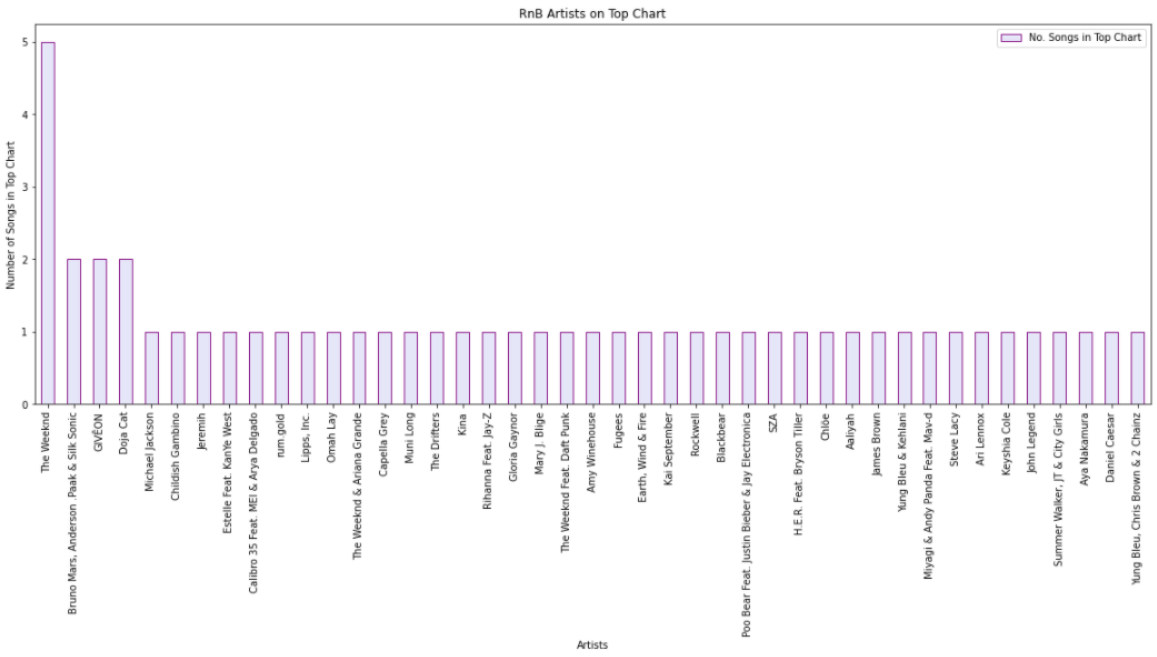 RnB Artists on Top Chart
No. Songs in Top Chart
Number of Songs in Top Chart
5
4
3
2
1
0
The Weeknd
Bruno Mars, Anderson .Paak & Silk Sonic
GIVĒON
Doja Cat
Michael Jackson
Childish Gambino
Jeremih
Estelle Feat. KanYe West
Calibro 35 Feat. MEI & Arya Delgado
rum.gold
Lipps, Inc.
Omah Lay
The Weeknd & Ariana Grande
Capella Grey
Muni Long
The Drifters
Kina
Rihanna Feat. Jay-Z
Gloria Gaynor
Mary J. Blige
The Weeknd Feat. Daft Punk
Amy Winehouse
Fugees
Earth, Wind & Fire
Kai September
Rockwell
Blackbear
Poo Bear Feat. Justin Bieber & Jay Electronica
SZA
H.E.R. Feat. Bryson Tiller
Chlöe
Aaliyah
James Brown
Yung Bleu & Kehlani
Miyagi & Andy Panda Feat. Mav-d
Steve Lacy
Ari Lennox
Keyshia Cole
John Legend
Summer Walker, JT & City Girls
Aya Nakamura
Daniel Caesar
Yung Bleu, Chris Brown & 2 Chainz
Artists